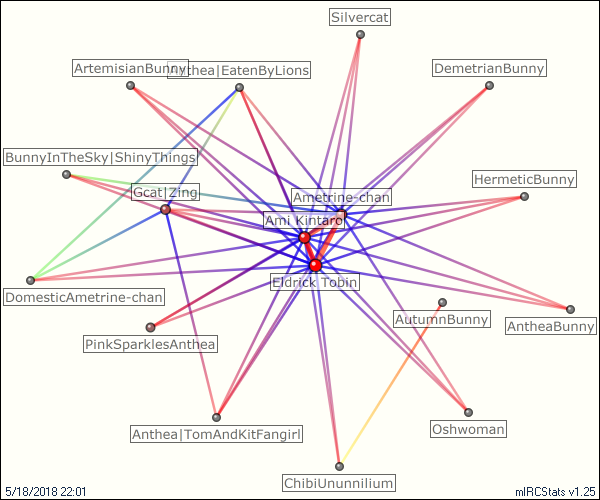 Silvercat
ArtemisianBunny
Anthea|EatenByLions
DemetrianBunny
BunnyInTheSky|ShinyThings
HermeticBunny
Gcat|Zing
Ametrine-chan
Ami Kintaro
Eldrick Tobin
DomesticAmetrine-chan
AutumnBunny
AntheaBunny
PinkSparklesAnthea
Oshwoman
Anthea|TomAndKitFangirl
ChibiUnunnilium
5/18/2018 22:01
mIRCStats v1.25